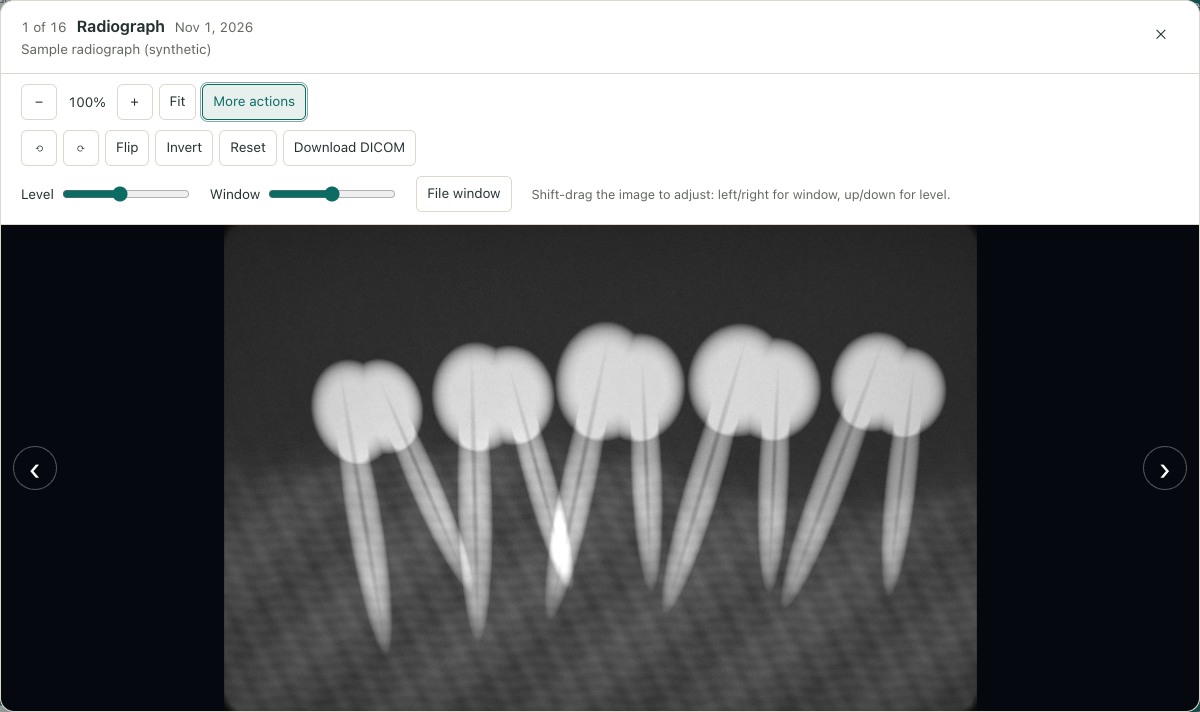 1 of 16 Radiograph Nov 1, 2026
Sample radiograph (synthetic)
− 100% + Fit More actions
Flip Invert Reset Download DICOM
Level Window File window Shift-drag the image to adjust: left/right for window, up/down for level.